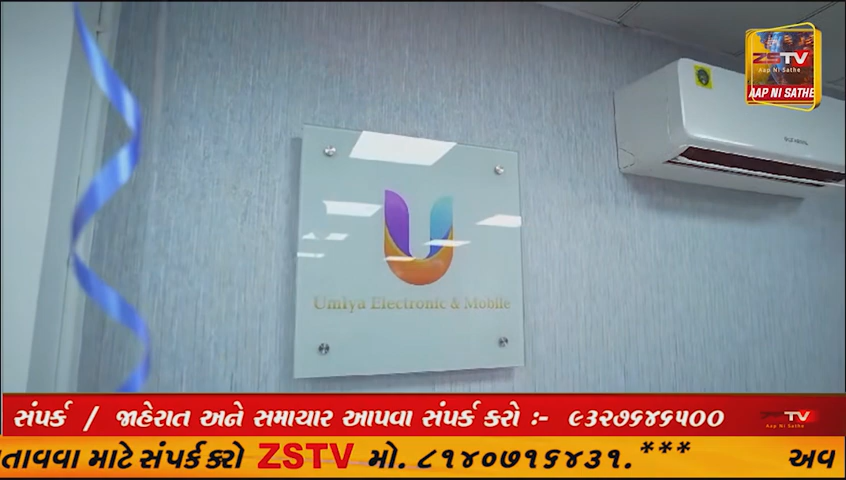 ZSTV
Aap Ni Sathe
AAP NI SATHE
Umiya Electronic & Mobile
સંપર્ક / જાહેરાત અને સમાચાર આપવા સંપર્ક કરો :- ૯૩૨૭૬૪૬૫૦૦
TV
Aap Ni Sathe
તાવવા માટે સંપર્ક કરો ZSTV મો. ૮૧૪૦૭૧૬૪૩૧.*** અવ